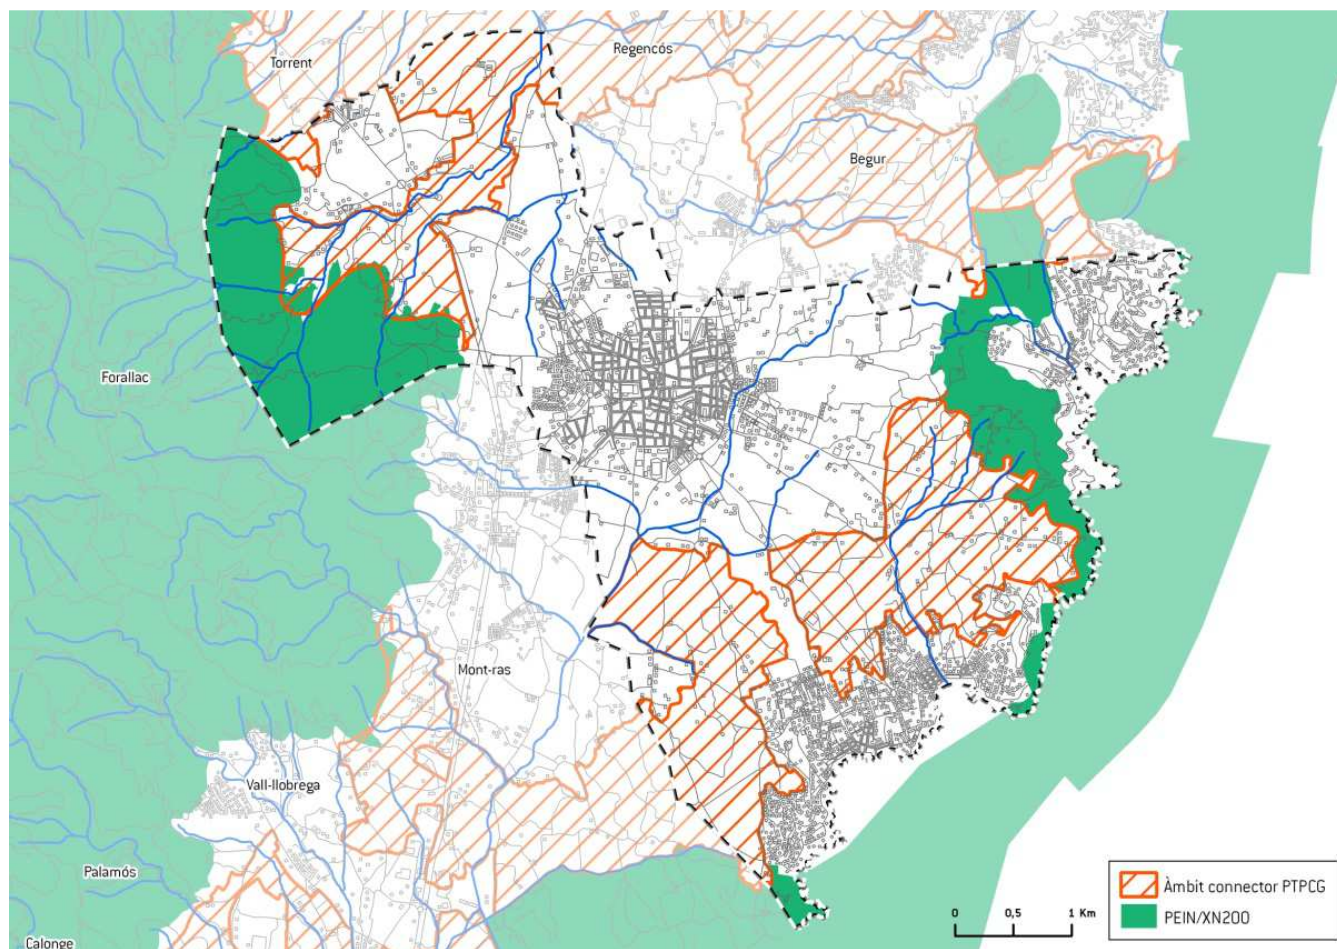 Torrent
Regencós
Begur
Forallac
Mont-ras
Vall-llobrega
Palamós
Calonge
0 0,5 1 Km
Àmbit connector PTPCG
PEIN/XN200